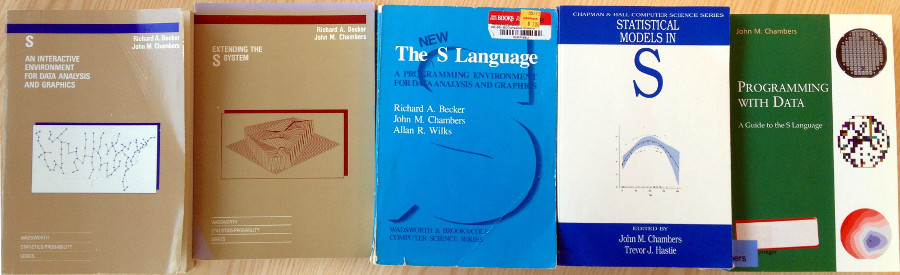 S
Richard A. Becker
John M. Chambers
AN INTERACTIVE
ENVIRONMENT
FOR DATA ANALYSIS
AND GRAPHICS
WADSWORTH
STATISTICS/PROBABILITY
SERIES
Richard A. Becker
John M. Chambers
EXTENDING THE
S SYSTEM
WADSWORTH
STATISTICS/PROBABILITY
SERIES
BOOKS
NEW
The S Language
A PROGRAMMING ENVIRONMENT
FOR DATA ANALYSIS AND GRAPHICS
Richard A. Becker
John M. Chambers
Allan R. Wilks
WADSWORTH & BROOKS/COLE
COMPUTER SCIENCE SERIES
CHAPMAN & HALL COMPUTER SCIENCE SERIES
STATISTICAL
MODELS IN
S
EDITED BY
John M. Chambers
Trevor J. Hastie
John M. Chambers
PROGRAMMING
WITH DATA
A Guide to the S Language